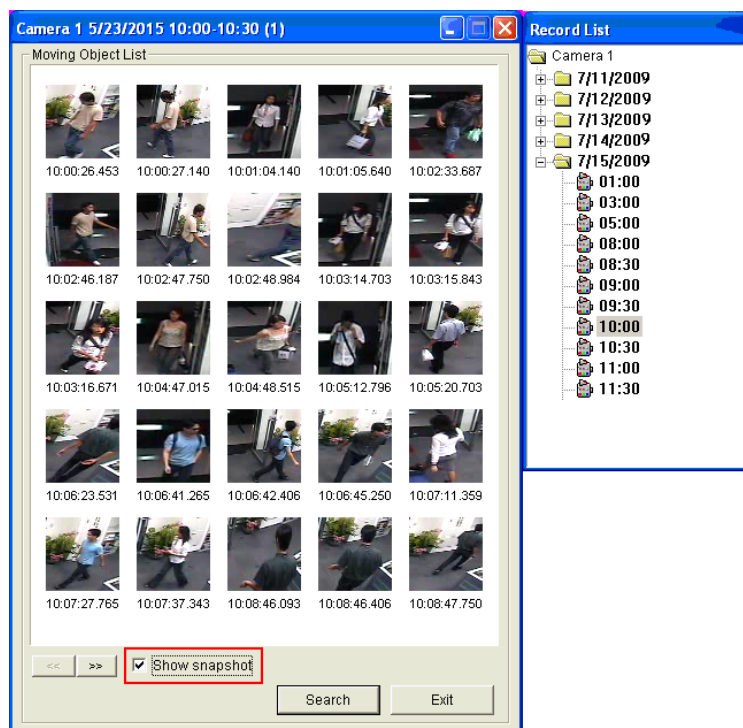 Camera 1 5/23/2015 10:00-10:30 (1)
Moving Object List
10:00:26.453 10:00:27.140 10:01:04.140 10:01:05.640 10:02:33.687
10:02:46.187 10:02:47.750 10:02:48.984 10:03:14.703 10:03:15.843
10:03:16.671 10:04:47.015 10:04:48.515 10:05:12.796 10:05:20.703
10:06:23.531 10:06:41.265 10:06:42.406 10:06:45.250 10:07:11.359
10:07:27.765 10:07:37.343 10:08:46.093 10:08:46.406 10:08:47.750
<< >> Show snapshot
Search Exit
Record List
Camera 1
7/11/2009
7/12/2009
7/13/2009
7/14/2009
7/15/2009
01:00
03:00
05:00
08:00
08:30
09:00
09:30
10:00
10:30
11:00
11:30